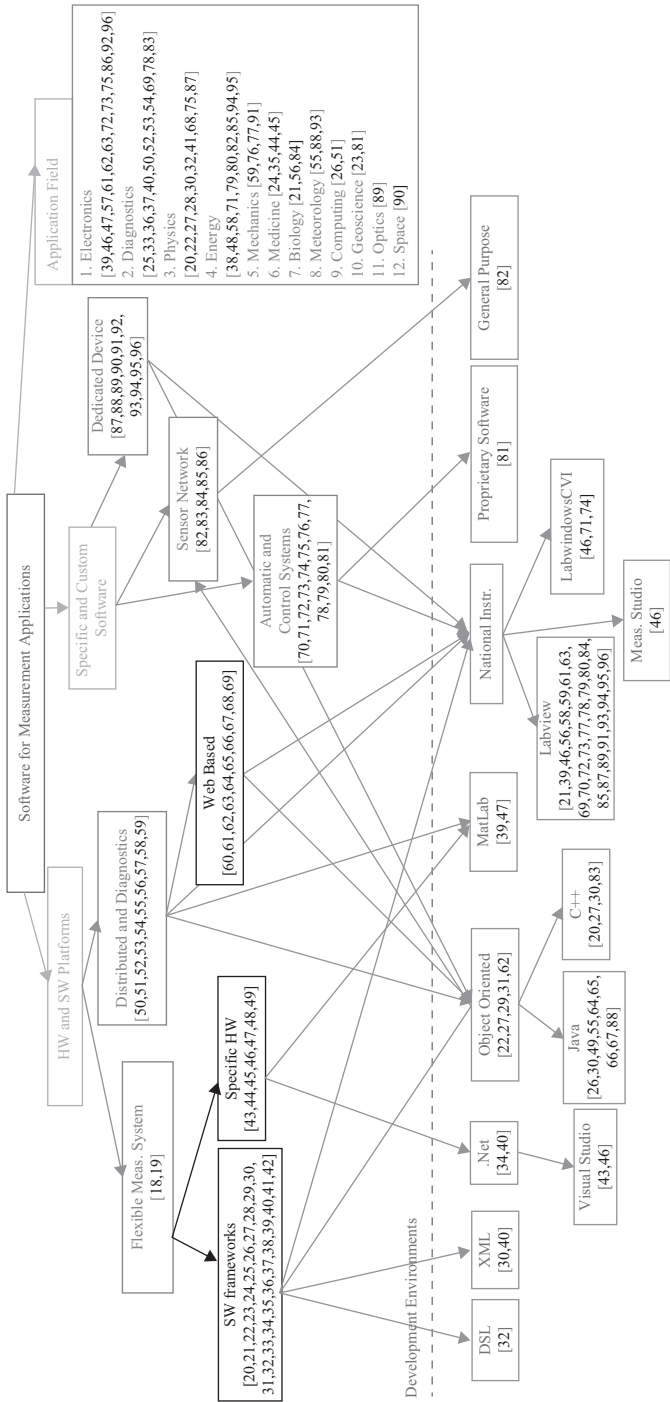 Software for Measurement Applications
HW and SW Platforms
Specific and Custom
Software
Application Field
1. Electronics
[39,46,47,57,61,62,63,72,73,75,86,92,96]
2. Diagnostics
[25,33,36,37,40,50,52,53,54,69,78,83]
3. Physics
[20,22,27,28,30,32,41,68,75,87]
4. Energy
[38,48,58,71,79,80,82,85,94,95]
5. Mechanics [59,76,77,91]
6. Medicine [24,35,44,45]
7. Biology [21,56,84]
8. Meteorology [55,88,93]
9. Computing [26,51]
10. Geoscience [23,81]
11. Optics [89]
12. Space [90]
Flexible Meas. System
[18,19]
Distributed and Diagnostics
[50,51,52,53,54,55,56,57,58,59]
Dedicated Device
[87,88,89,90,91,92,
93,94,95,96]
SW frameworks
[20,21,22,23,24,25,26,27,28,29,30,
31,32,33,34,35,36,37,38,39,40,41,42]
Specific HW
[43,44,45,46,47,48,49]
Web Based
[60,61,62,63,64,65,66,67,68,69]
Sensor Network
[82,83,84,85,86]
Automatic and
Control Systems
[70,71,72,73,74,75,76,77,
78,79,80,81]
Development Environments
DSL
[32]
XML
[30,40]
.Net
[34,40]
Object Oriented
[22,27,29,31,62]
MatLab
[39,47]
National Instr.
Proprietary Software
[81]
General Purpose
[82]
Visual Studio
[43,46]
Java
[26,30,49,55,64,65,
66,67,88]
C++
[20,27,30,83]
Labview
[21,39,46,56,58,59,61,63,
69,70,72,73,77,78,79,80,84,
85,87,89,91,93,94,95,96]
LabwindowsCVI
[46,71,74]
Meas. Studio
[46]